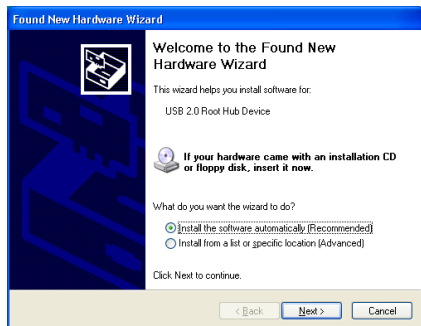 Found New Hardware Wizard
Welcome to the Found New
Hardware Wizard
This wizard helps you install software for:
USB 2.0 Root Hub Device
If your hardware came with an installation CD
or floppy disk, insert it now.
What do you want the wizard to do?
Install the software automatically (Recommended)
Install from a list or specific location (Advanced)
Click Next to continue.
< Back Next > Cancel